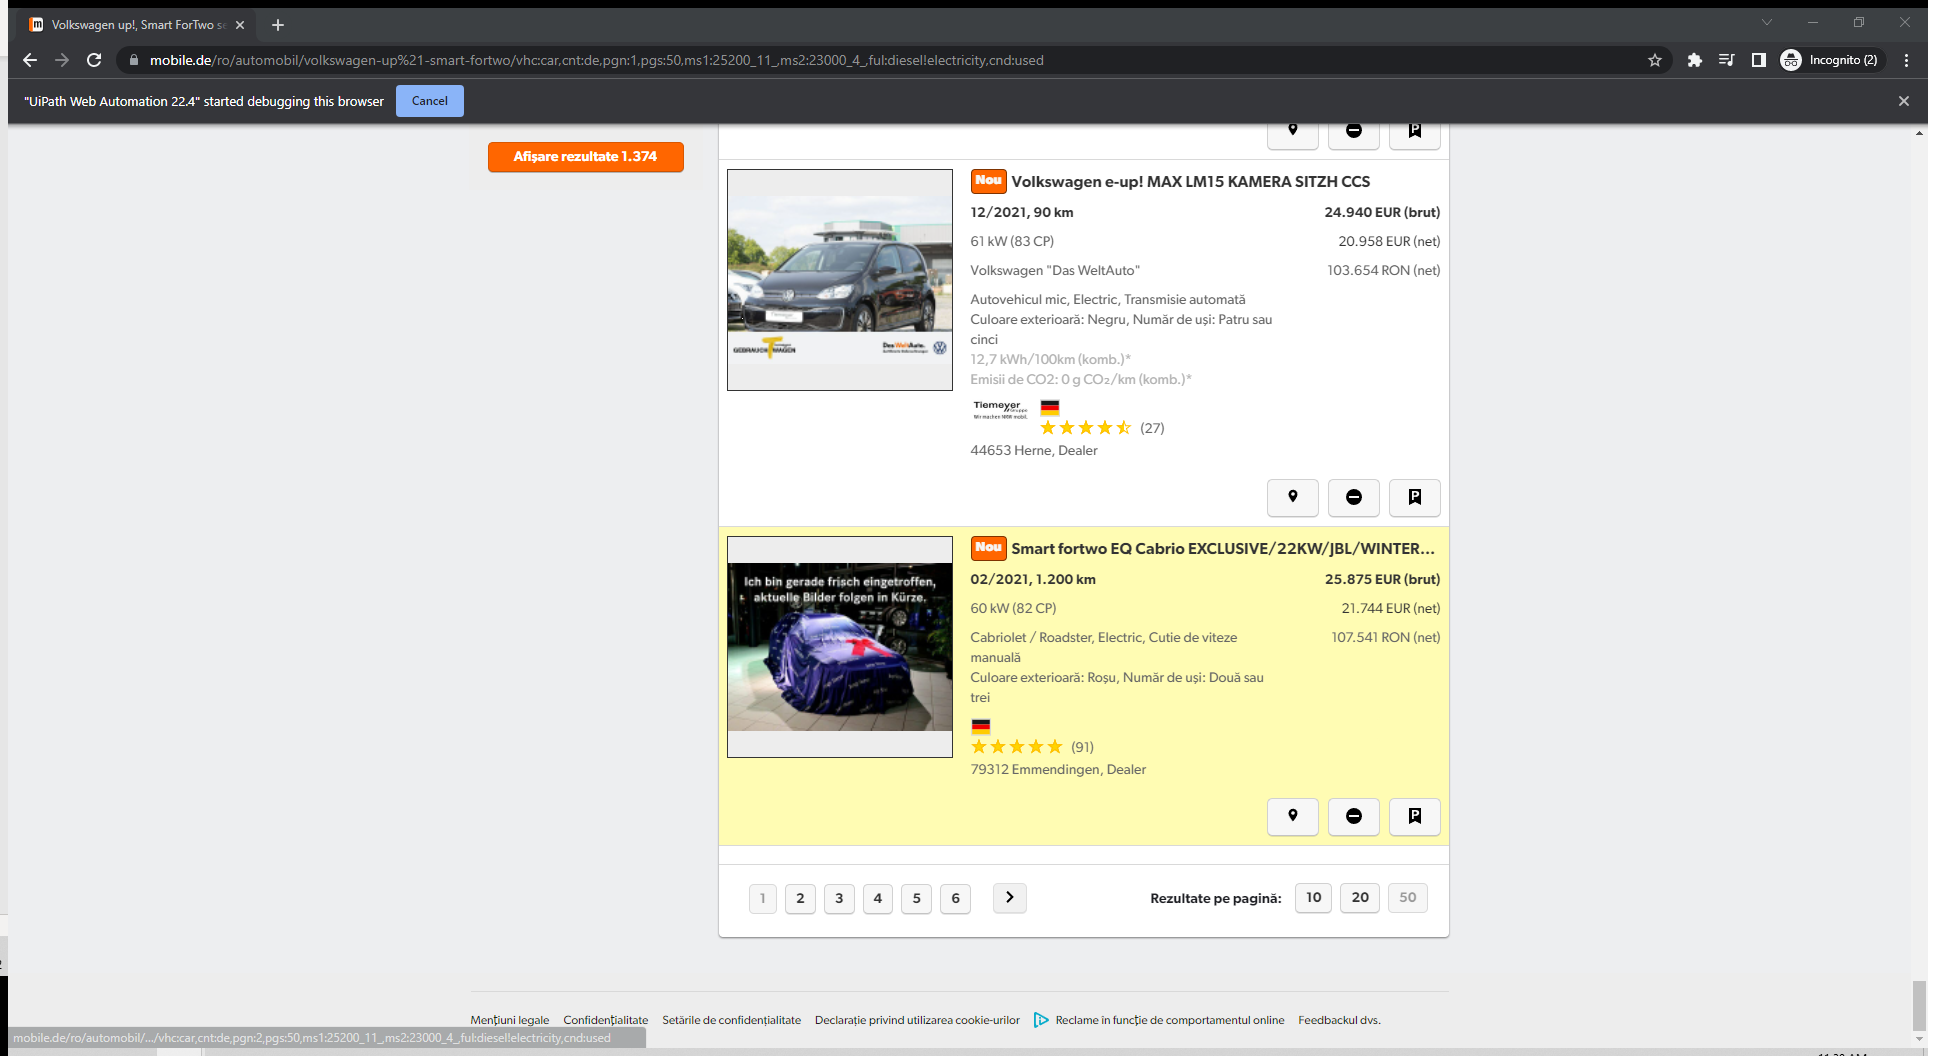 Volkswagen up!, Smart ForTwo se
mobile.de/ro/automobil/volkswagen-up%21-smart-fortwo/vhc:car,cnt:de,pgn:1,pgs:50,ms1:25200_11_,ms2:23000_4_,ful:diesel!electricity,cnd:used
Incognito (2)
"UiPath Web Automation 22.4" started debugging this browser
Cancel
Afișare rezultate 1.374
Nou Volkswagen e-up! MAX LM15 KAMERA SITZH CCS
12/2021, 90 km
24.940 EUR (brut)
61 kW (83 CP)
20.958 EUR (net)
Volkswagen "Das WeltAuto"
103.654 RON (net)
Autovehicul mic, Electric, Transmisie automată
Culoare exterioară: Negru, Număr de uși: Patru sau
cinci
12,7 kWh/100km (komb.)*
Emisii de CO2: 0 g CO₂/km (komb.)*
GEBRAUCHTWAGEN
Das WeltAuto.
Tiemeyer
Gruppe
(27)
44653 Herne, Dealer
Nou Smart fortwo EQ Cabrio EXCLUSIVE/22KW/JBL/WINTER...
02/2021, 1.200 km
25.875 EUR (brut)
60 kW (82 CP)
21.744 EUR (net)
Cabriolet / Roadster, Electric, Cutie de viteze
manuală
107.541 RON (net)
Culoare exterioară: Roșu, Număr de uși: Două sau
trei
Ich bin gerade frisch eingetroffen,
aktuelle Bilder folgen in Kürze.
(91)
79312 Emmendingen, Dealer
1 2 3 4 5 6
Rezultate pe pagină: 10 20 50
Mențiuni legale Confidențialitate Setările de confidențialitate Declarație privind utilizarea cookie-urilor Reclame în funcție de comportamentul online Feedbackul dvs.
mobile.de/ro/automobil/.../vhc:car,cnt:de,pgn:2,pgs:50,ms1:25200_11_,ms2:23000_4_,ful:diesel!electricity,cnd:used